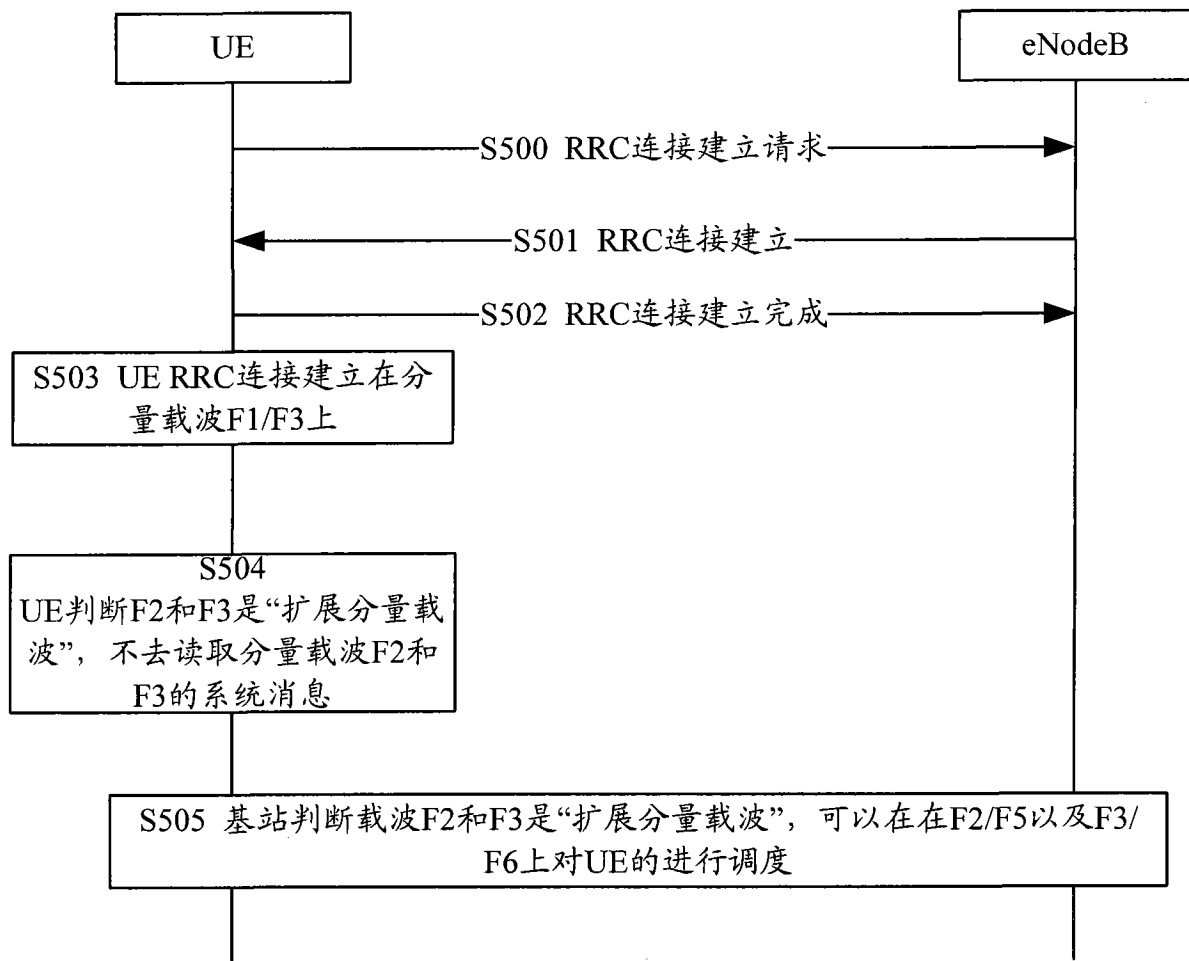 UE
eNodeB
S500 RRC连接建立请求
S501 RRC连接建立
S502 RRC连接建立完成
S503 UE RRC连接建立在分
量载波F1/F3上
S504
UE判断F2和F3是“扩展分量载
波”，不去读取分量载波F2和
F3的系统消息
S505 基站判断载波F2和F3是“扩展分量载波”，可以在在F2/F5以及F3/
F6上对UE的进行调度